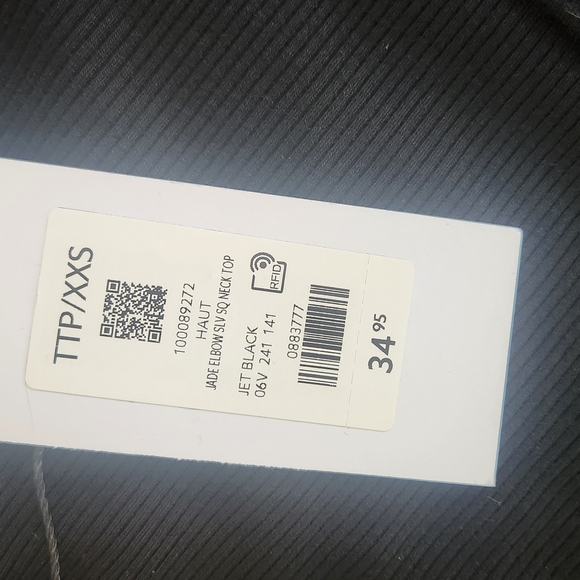 TTP/XXS
100089272
HAUT
JADE ELBOW SLV SQ NECK TOP
JET BLACK
06V 241 141
RFID
0883777
34 95